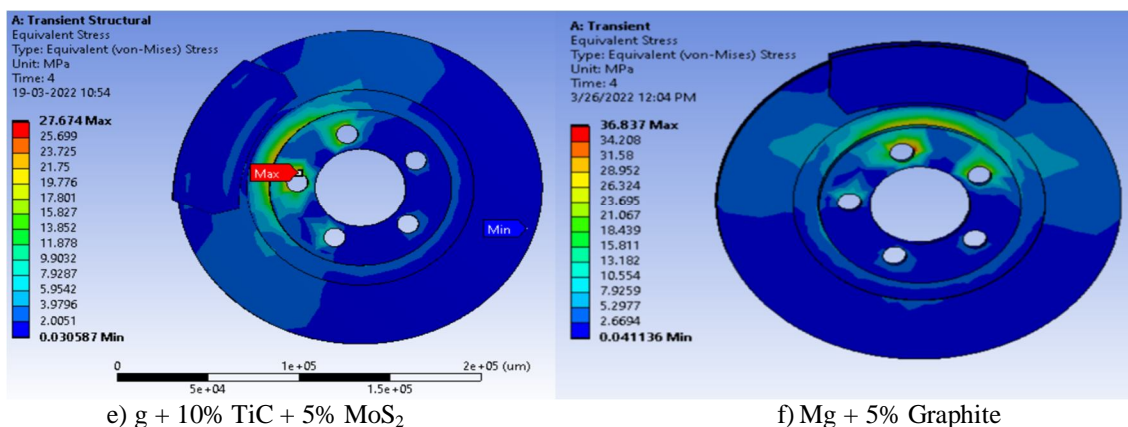 A: Transient Structural
Equivalent Stress
Type: Equivalent (von-Mises) Stress
Unit: MPa
Time: 4
19-03-2022 10:54
27.674 Max
25.699
23.725
21.75
19.776
17.801
15.827
13.852
11.878
9.9032
7.9287
5.9542
3.9796
2.0051
0.030587 Min
Max
Min
0
1e+05
2e+05 (um)
5e+04
1.5e+05
e) g + 10% TiC + 5% MoS₂
A: Transient
Equivalent Stress
Type: Equivalent (von-Mises) Stress
Unit: MPa
Time: 4
3/26/2022 12:04 PM
36.837 Max
34.208
31.58
28.952
26.324
23.695
21.067
18.439
15.811
13.182
10.554
7.9259
5.2977
2.6694
0.041136 Min
f) Mg + 5% Graphite